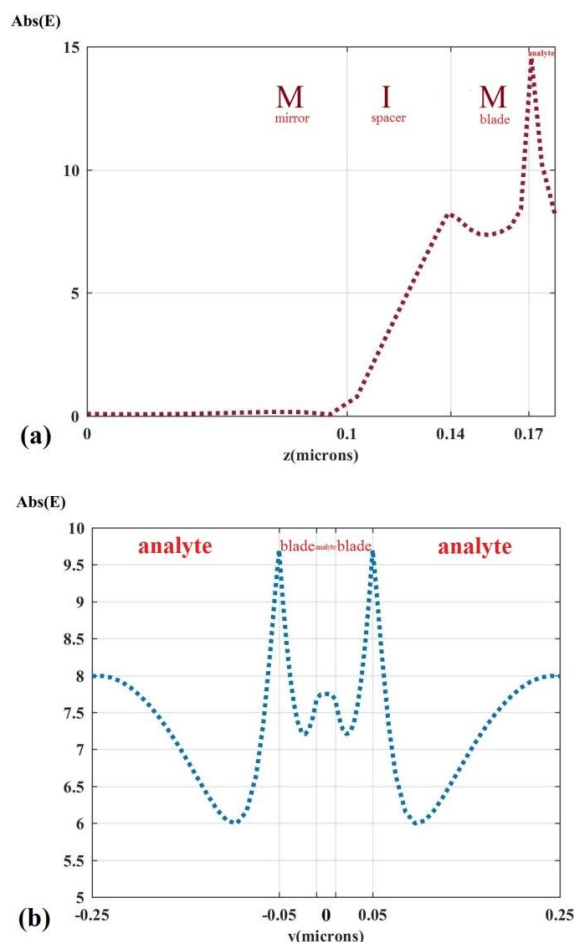 Abs(E)
15
analyte
M I M
mirror spacer blade
10
5
0
0 0.1 0.14 0.17
z(microns)
(a)
Abs(E)
10
analyte blade analyte blade analyte
9.5
9
8.5
8
7.5
7
6.5
6
5.5
5
-0.25 -0.05 0 0.05 0.25
y(microns)
(b)